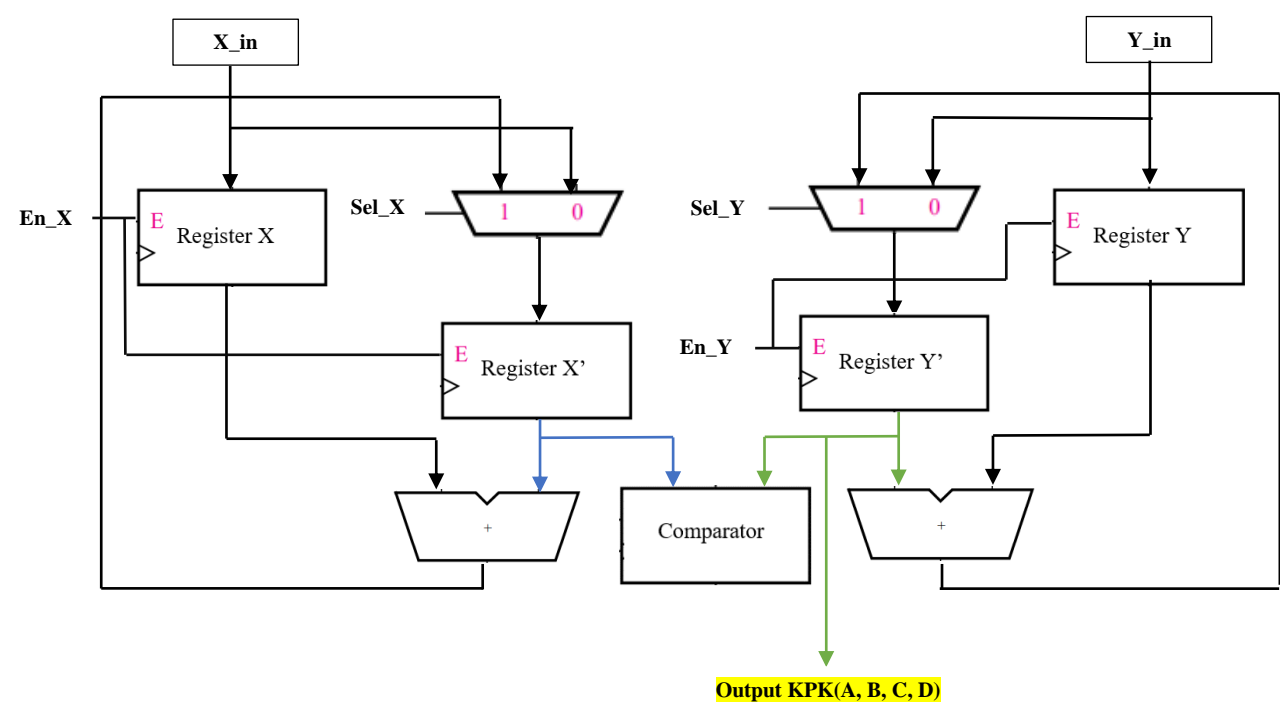 X_in
Y_in
En_X
E
Register X
Sel_X
1 0
Sel_Y
1 0
E
Register Y
E
Register X’
En_Y
E
Register Y’
+
Comparator
+
Output KPK(A, B, C, D)